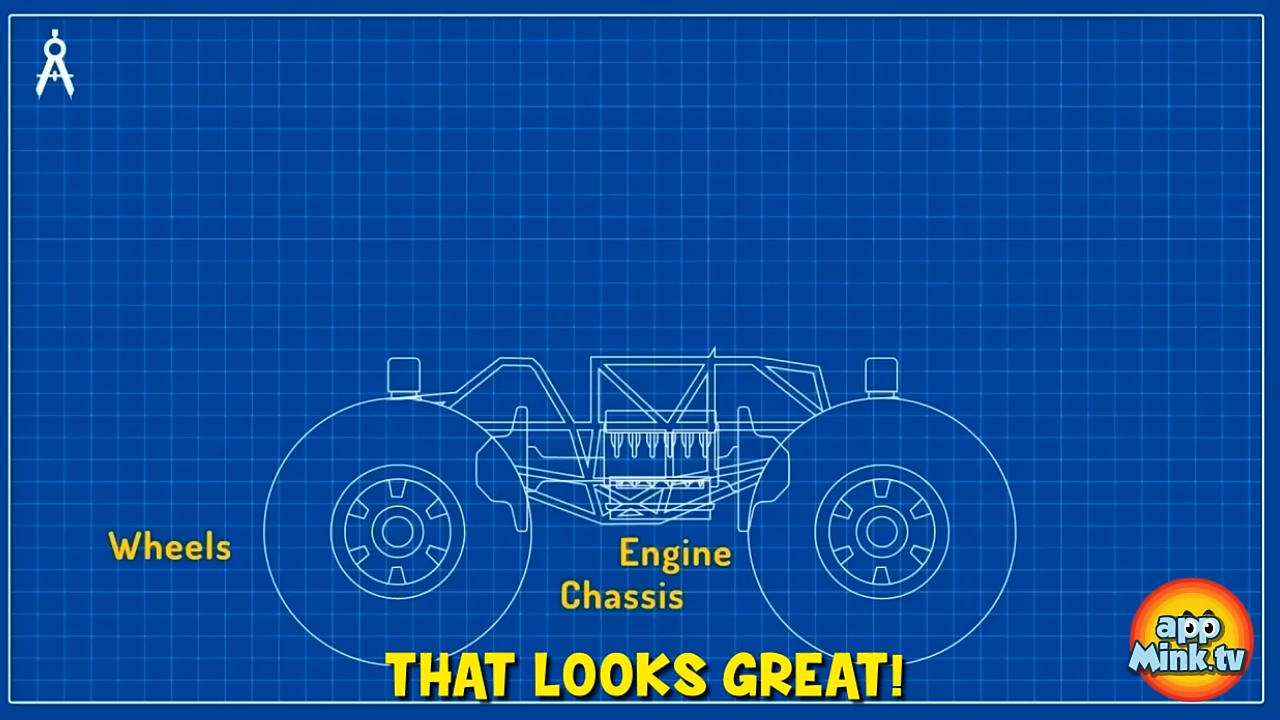 Wheels
Engine
Chassis
THAT LOOKS GREAT!
app
Mink.tv